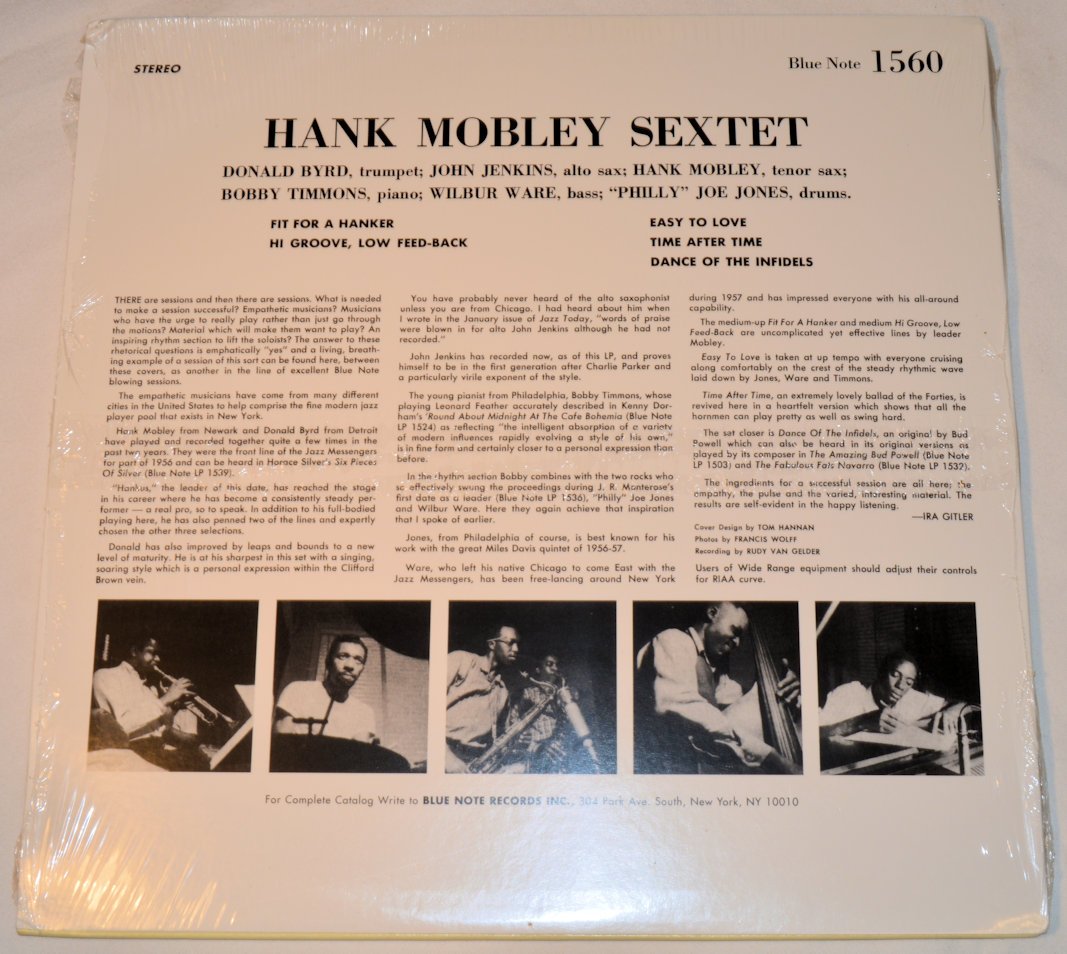 STEREO
Blue Note 1560
HANK MOBLEY SEXTET
DONALD BYRD, trumpet; JOHN JENKINS, alto sax; HANK MOBLEY, tenor sax;
BOBBY TIMMONS, piano; WILBUR WARE, bass; "PHILLY" JOE JONES, drums.
FIT FOR A HANKER
HI GROOVE, LOW FEED-BACK
EASY TO LOVE
TIME AFTER TIME
DANCE OF THE INFIDELS
THERE are sessions and then there are sessions. What is needed
to make a session successful? Empathetic musicians? Musicians
who have the urge to really play rather than just go through
the motions? Material which will make them want to play? An
inspiring rhythm section to lift the soloists? The answer to these
rhetorical questions is emphatically "yes" and a living, breath-
ing example of a session of this sort can be found here, between
these covers, as another in the line of excellent Blue Note
blowing sessions.
The empathetic musicians have come from many different
cities in the United States to help comprise the fine modern jazz
player pool that exists in New York.
Hank Mobley from Newark and Donald Byrd from Detroit
have played and recorded together quite a few times in the
past two years. They were the front line of the Jazz Messengers
for part of 1956 and can be heard in Horace Silver's Six Pieces
Of Silver (Blue Note LP 1539).
"Hankus," the leader of this date, has reached the stage
in his career where he has become a consistently steady per-
former — a real pro, so to speak. In addition to his full-bodied
playing here, he has also penned two of the lines and expertly
chosen the other three selections.
Donald has also improved by leaps and bounds to a new
level of maturity. He is at his sharpest in this set with a singing,
soaring style which is a personal expression within the Clifford
Brown vein.
You have probably never heard of the alto saxophonist
unless you are from Chicago. I had heard about him when
I wrote in the January issue of Jazz Today, "words of praise
were blown in for alto John Jenkins although he had not
recorded."
John Jenkins has recorded now, as of this LP, and proves
himself to be in the first generation after Charlie Parker and
a particularly virile exponent of the style.
The young pianist from Philadelphia, Bobby Timmons, whose
playing Leonard Feather accurately described in Kenny Dor-
ham's 'Round About Midnight At The Cafe Bohemia (Blue Note
LP 1524) as reflecting "the intelligent absorption of a variety
of modern influences rapidly evolving a style of his own,"
is in fine form und certainly closer to a personal expression than
before.
In the rhythm section Bobby combines with the two rocks who
so effectively swung the proceedings during J. R. Monterose's
first date as a leader (Blue Note LP 1536), "Philly" Joe Jones
and Wilbur Ware. Here they again achieve that inspiration
that I spoke of earlier.
Jones, from Philadelphia of course, is best known for his
work with the great Miles Davis quintet of 1956-57.
Ware, who left his native Chicago to come East with the
Jazz Messengers, has been free-lancing around New York
during 1957 and has impressed everyone with his all-around
capability.
The medium-up Fit For A Hanker and medium Hi Groove, Low
Feed-Back are uncomplicated yet effective lines by leader
Mobley.
Easy To Love is taken at up tempo with everyone cruising
along comfortably on the crest of the steady rhythmic wave
laid down by Jones, Ware and Timmons.
Time After Time, an extremely lovely ballad of the Forties, is
revived here in a heartfelt version which shows that all the
hornmen can play pretty as well as swing hard.
The set closer is Dance Of The Infidels, an original by Bud
Powell which can also be heard in its original versions as
played by its composer in The Amazing Bud Powell (Blue Note
LP 1503) and The Fabulous Fats Navarro (Blue Note LP 1532).
The ingredients for a successful session are all here; the
empathy, the pulse and the varied, interesting material. The
results are self-evident in the happy listening.
—IRA GITLER
Cover Design by TOM HANNAN
Photos by FRANCIS WOLFF
Recording by RUDY VAN GELDER
Users of Wide Range equipment should adjust their controls
for RIAA curve.
For Complete Catalog Write to BLUE NOTE RECORDS INC., 304 Park Ave. South, New York, NY 10010